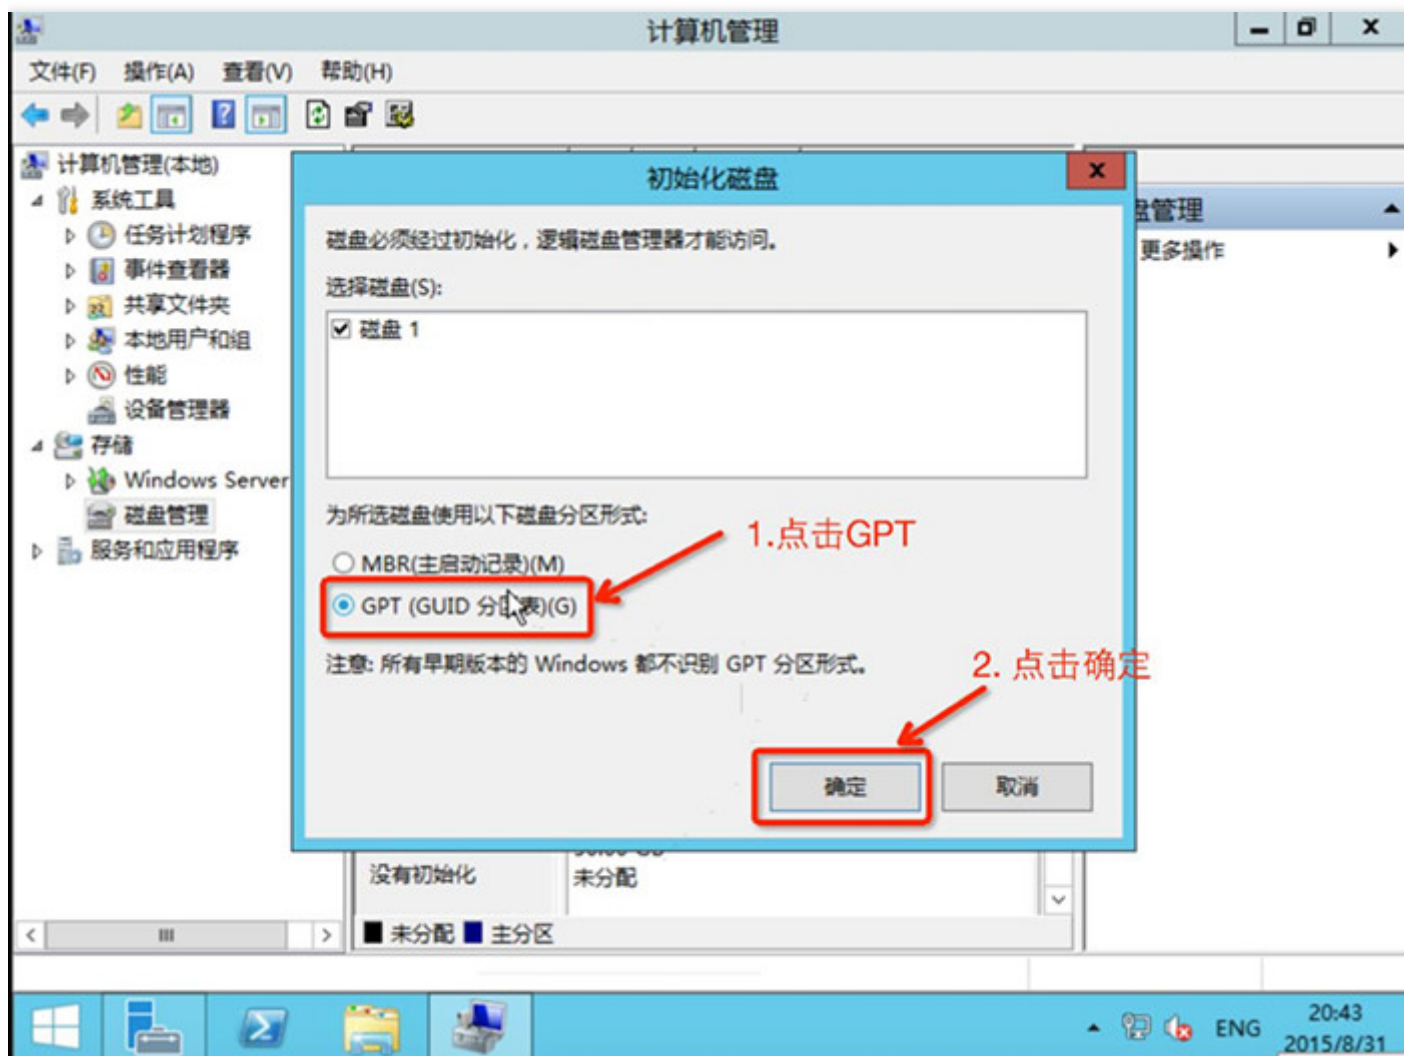 计算机管理
文件(F) 操作(A) 查看(V) 帮助(H)
计算机管理(本地)
系统工具
任务计划程序
事件查看器
共享文件夹
本地用户和组
性能
设备管理器
存储
Windows Server
磁盘管理
服务和应用程序
初始化磁盘
磁盘必须经过初始化，逻辑磁盘管理器才能访问。
选择磁盘(S):
磁盘 1
为所选磁盘使用以下磁盘分区形式:
MBR(主启动记录)(M)
GPT (GUID 分区表)(G)
注意: 所有早期版本的 Windows 都不识别 GPT 分区形式。
1.点击GPT
2. 点击确定
确定 取消
盘管理
更多操作
没有初始化
未分配
未分配 主分区
ENG
20:43
2015/8/31